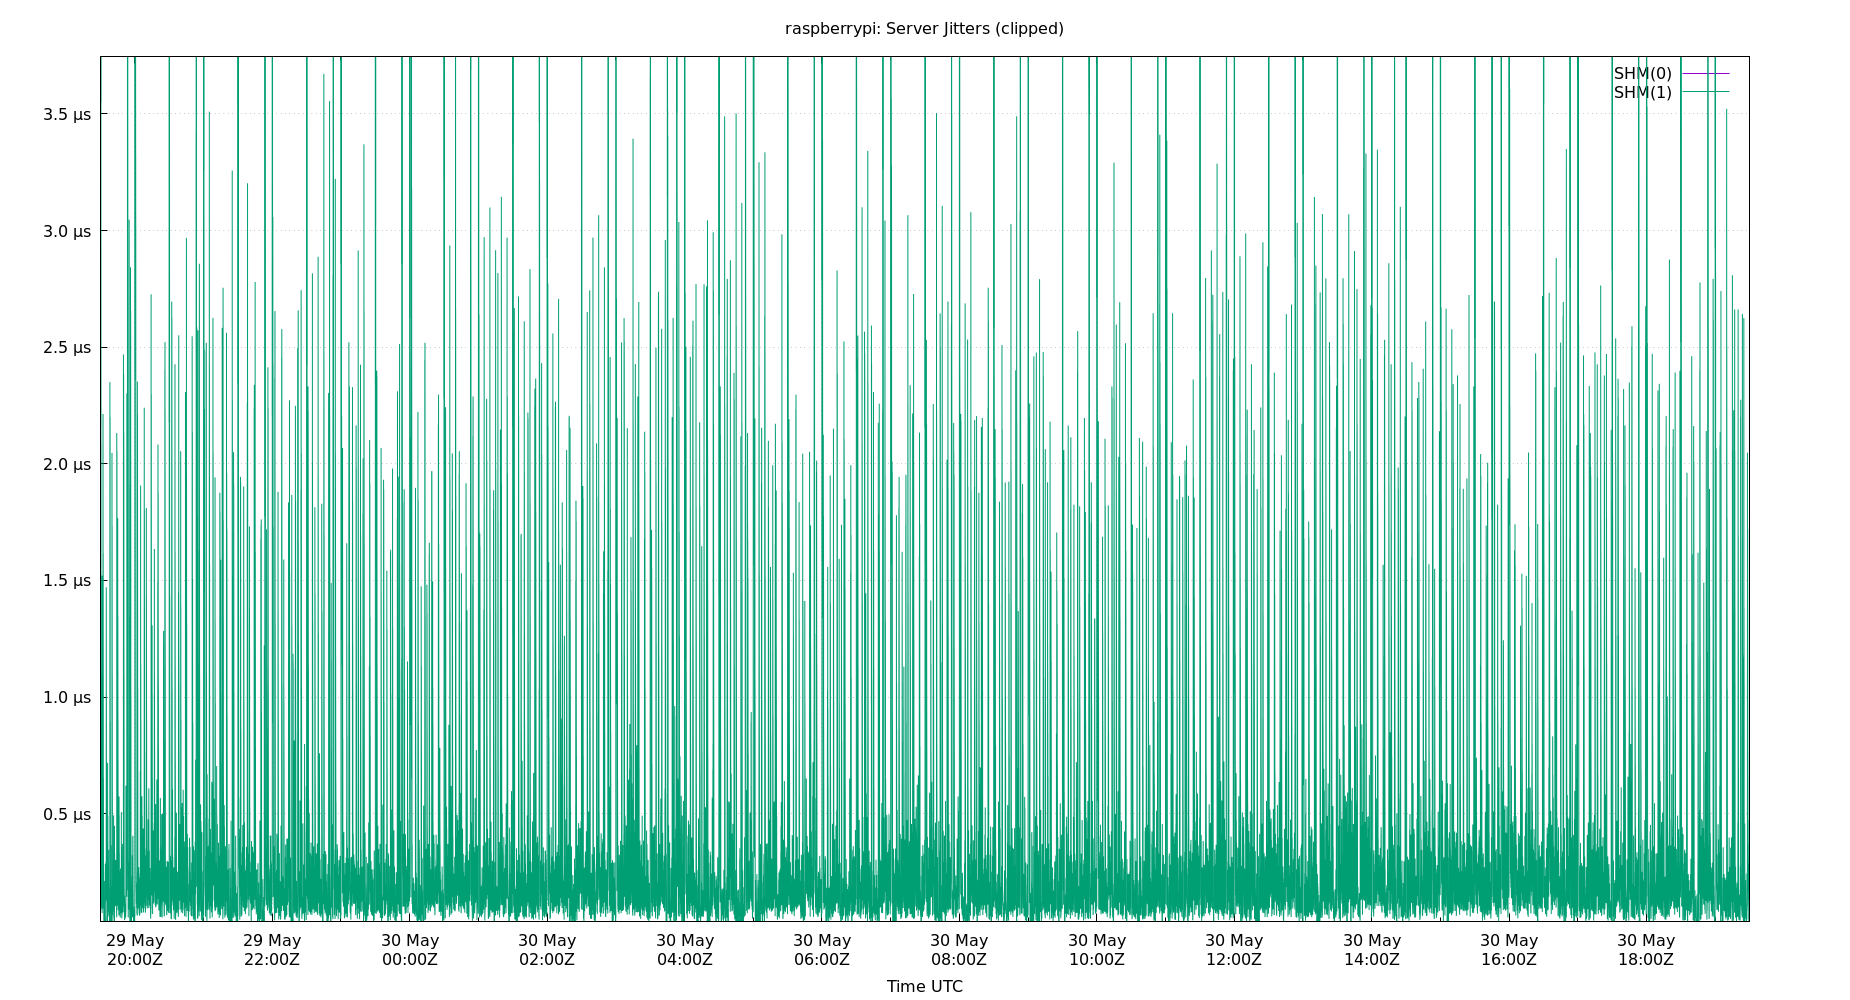 raspberrypi: Server Jitters (clipped)
SHM(0)
SHM(1)
3.5 µs
3.0 µs
2.5 µs
2.0 µs
1.5 µs
1.0 µs
0.5 µs
29 May 29 May 30 May 30 May 30 May 30 May 30 May 30 May 30 May 30 May 30 May 30 May
20:00Z 22:00Z 00:00Z 02:00Z 04:00Z 06:00Z 08:00Z 10:00Z 12:00Z 14:00Z 16:00Z 18:00Z
Time UTC